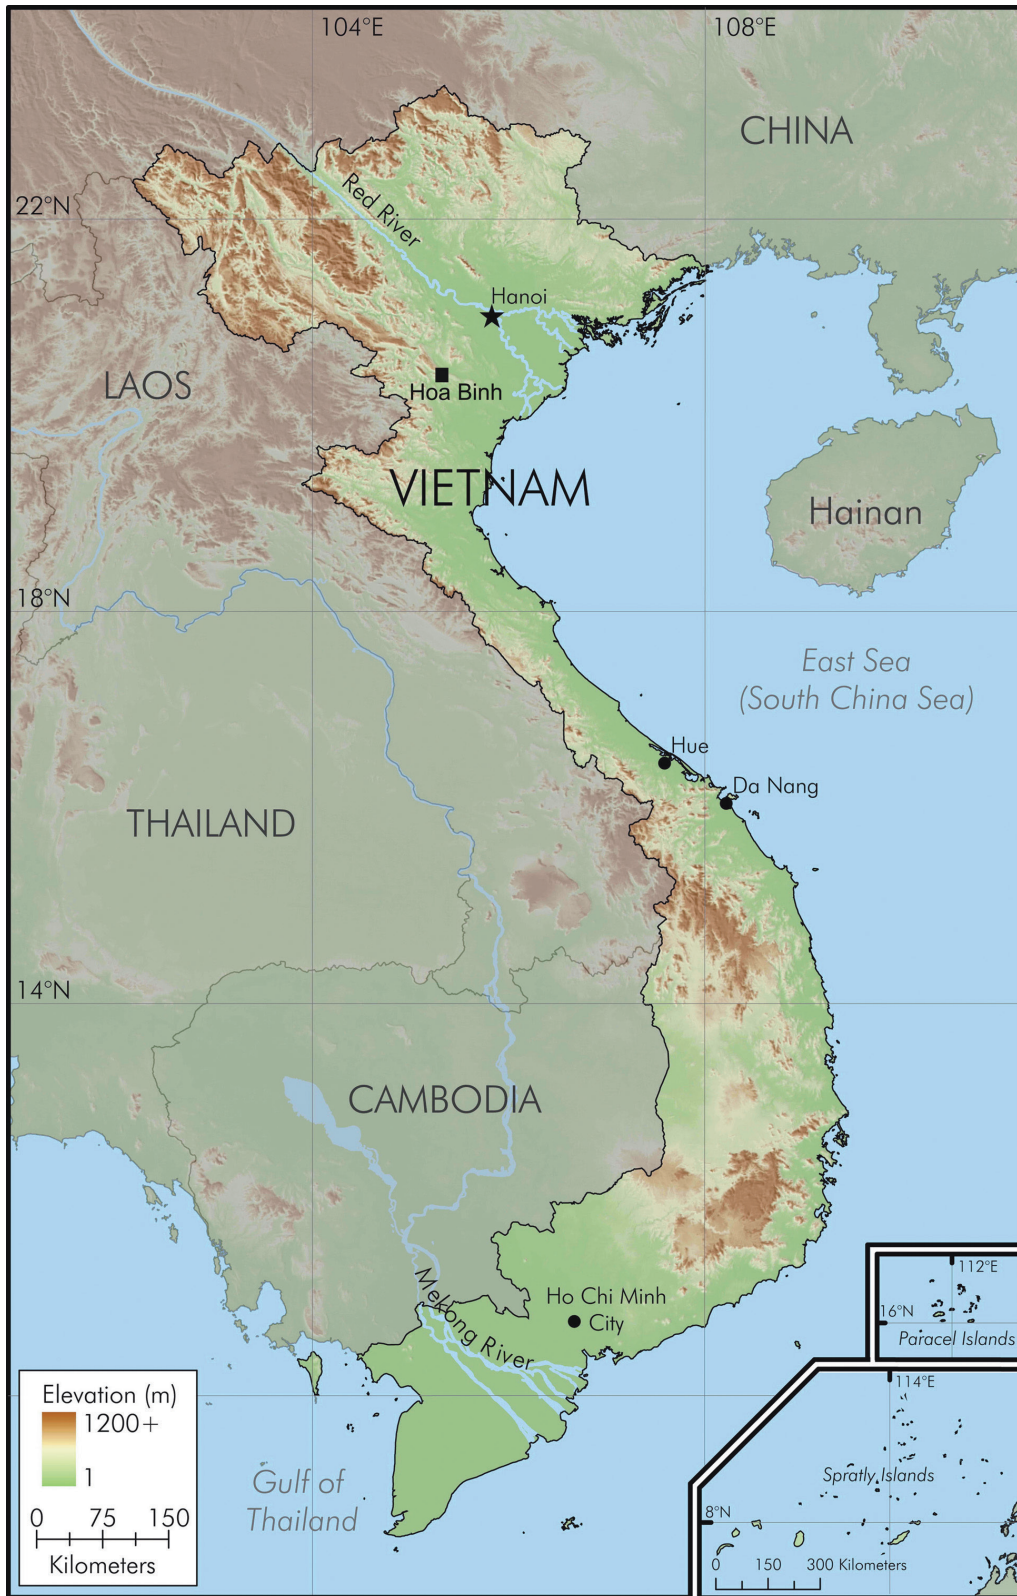 104°E
108°E
CHINA
22°N
Red River
Hanoi
LAOS
Hoa Binh
VIETNAM
Hainan
18°N
East Sea
(South China Sea)
Hue
Da Nang
THAILAND
14°N
CAMBODIA
Mekong River
Ho Chi Minh
City
112°E
16°N
Paracel Islands
114°E
Spratly Islands
8°N
0 150 300 Kilometers
Gulf of
Thailand
Elevation (m)
1200+
1
0 75 150
Kilometers